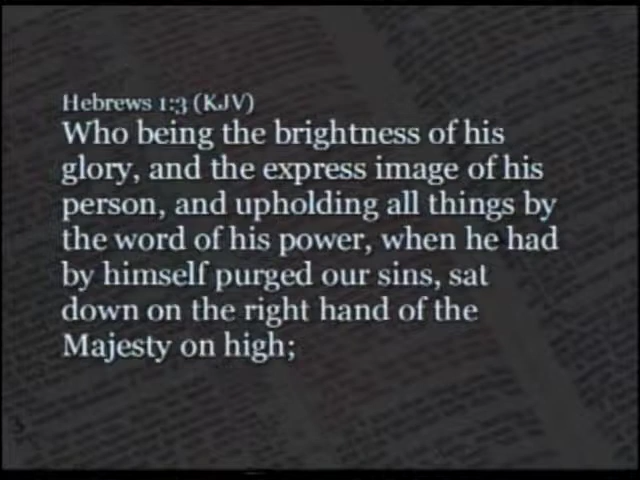 Hebrews 1:3 (KJV)
Who being the brightness of his
glory, and the express image of his
person, and upholding all things by
the word of his power, when he had
by himself purged our sins, sat
down on the right hand of the
Majesty on high;